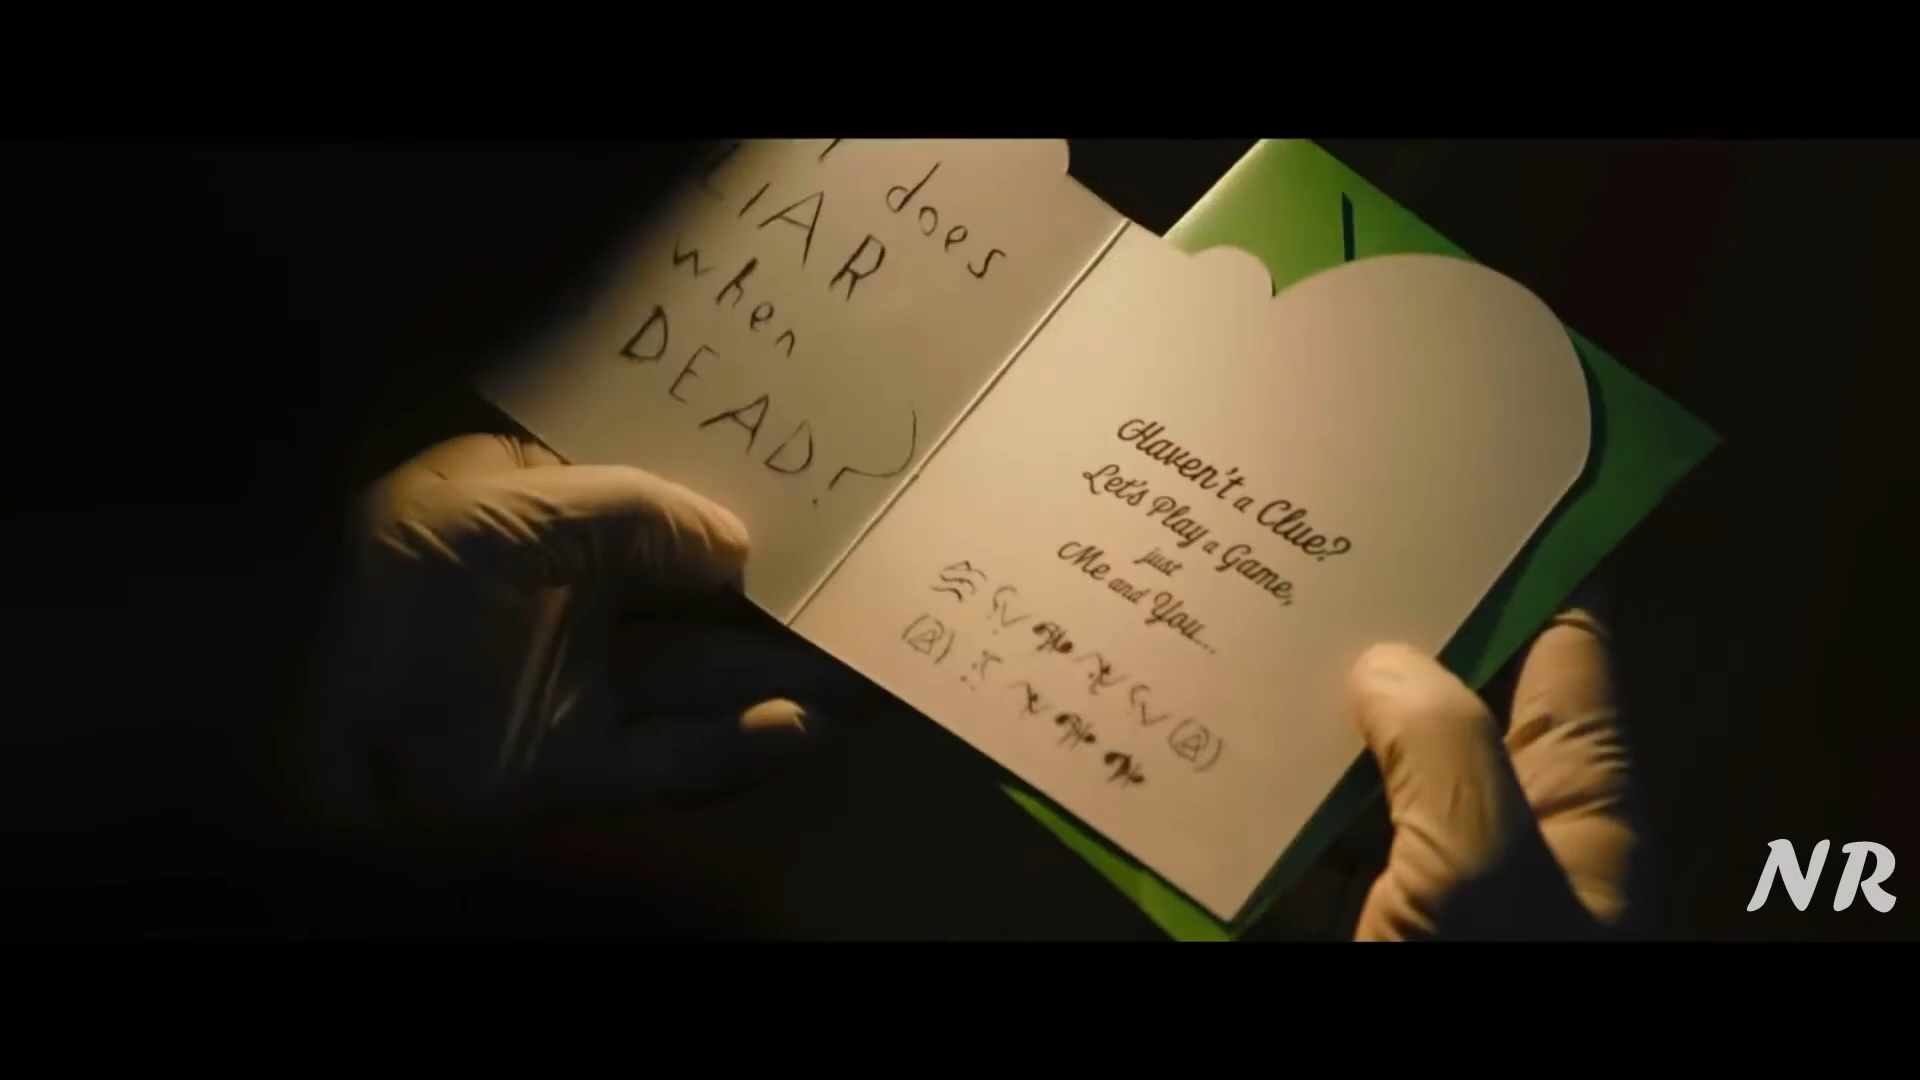 does
LIAR
when
DEAD?
Haven't a Clue?
Let's Play a Game,
just
Me and You...
NR